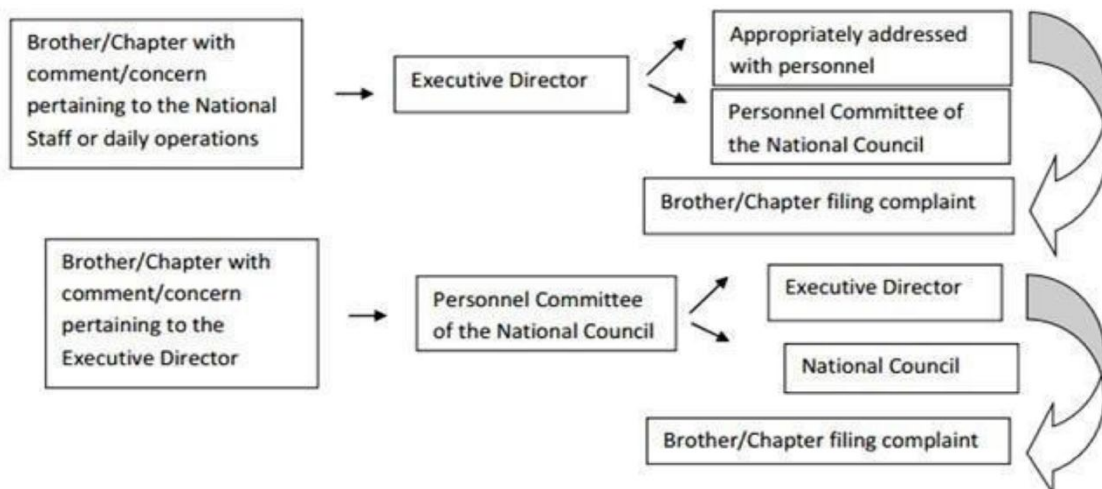 Brother/Chapter with
comment/concern
pertaining to the National
Staff or daily operations
Executive Director
Appropriately addressed
with personnel
Personnel Committee of
the National Council
Brother/Chapter filing complaint
Brother/Chapter with
comment/concern
pertaining to the
Executive Director
Personnel Committee
of the National Council
Executive Director
National Council
Brother/Chapter filing complaint